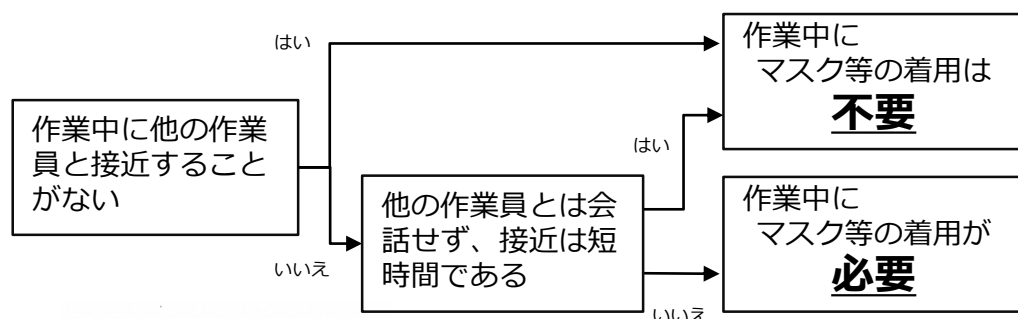 はい
作業中に
マスク等の着用は
不要
作業中に他の作業
員と接近すること
がない
はい
いいえ
他の作業員とは会
話せず、接近は短
時間である
作業中に
マスク等の着用が
必要
いいえ